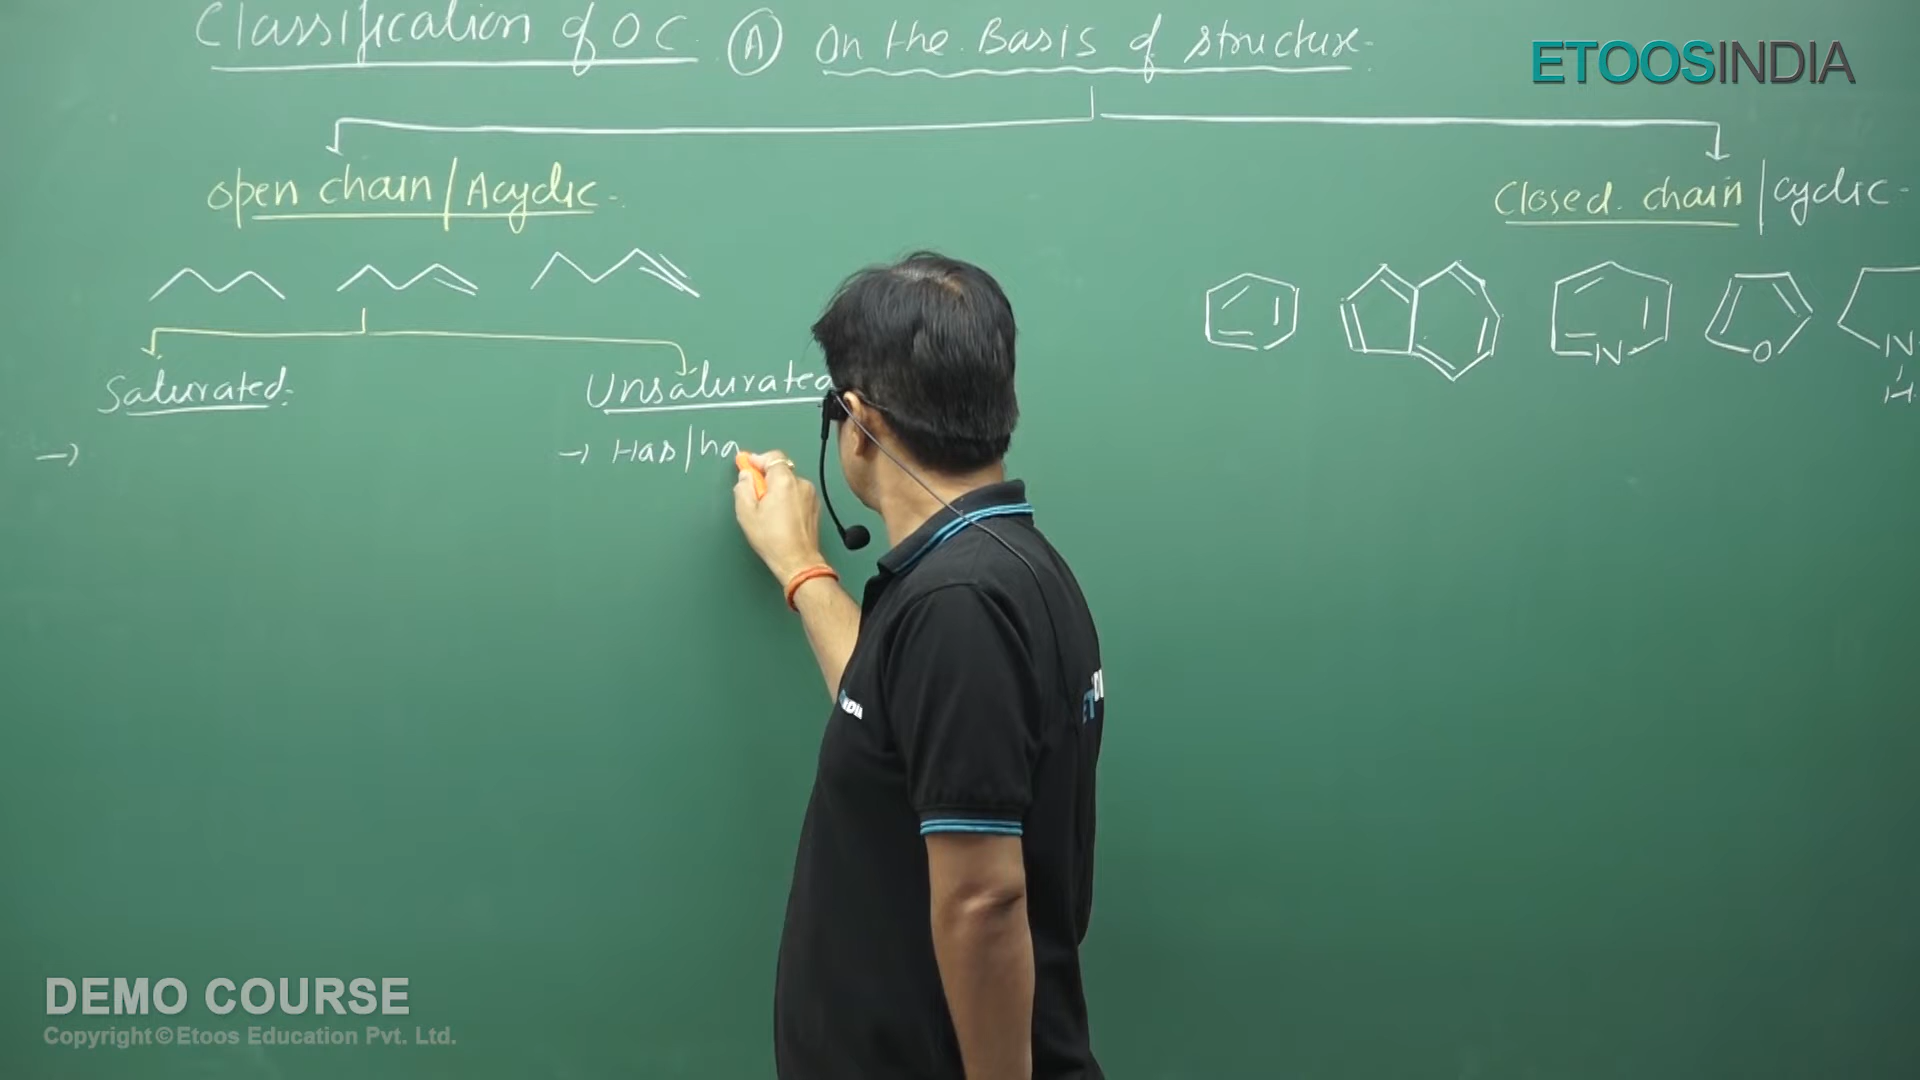 Classification of OC. (A) On the Basis of structure-
ETOOSINDIA
open chain/Acyclic-
Closed chain/cyclic-
N
O
N
H
Saturated-
Unsaturated
→
→ Has/ha
DEMO COURSE
Copyright©Etoos Education Pvt. Ltd.